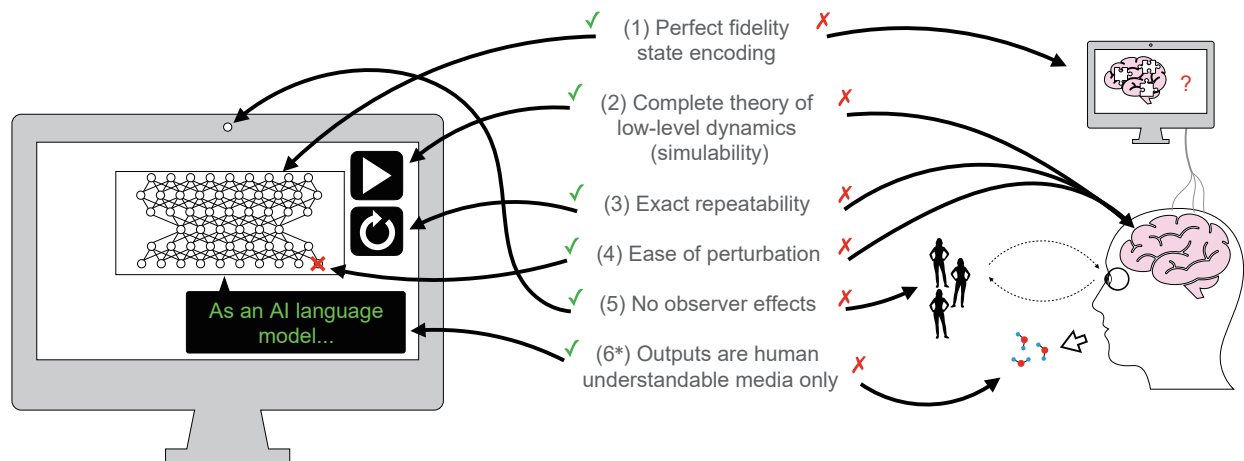 (1) Perfect fidelity
state encoding
(2) Complete theory of
low-level dynamics
(simulability)
(3) Exact repeatability
(4) Ease of perturbation
(5) No observer effects
(6*) Outputs are human
understandable media only
As an AI language
model...
?